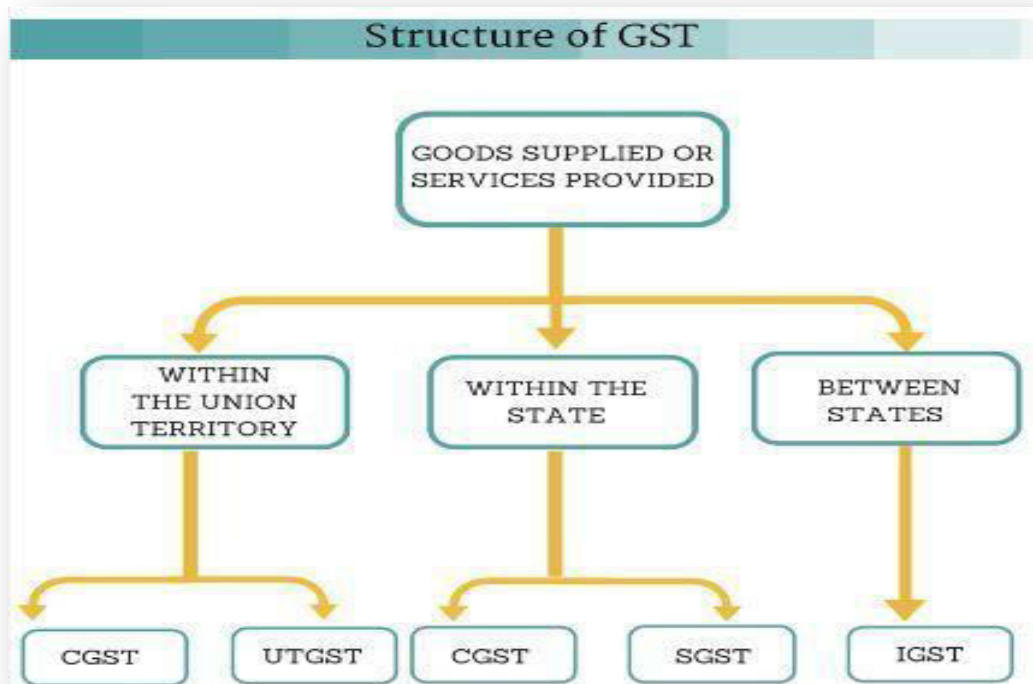 Structure of GST
GOODS SUPPLIED OR
SERVICES PROVIDED
WITHIN
THE UNION
TERRITORY
WITHIN THE
STATE
BETWEEN
STATES
CGST
UTGST
CGST
SGST
IGST